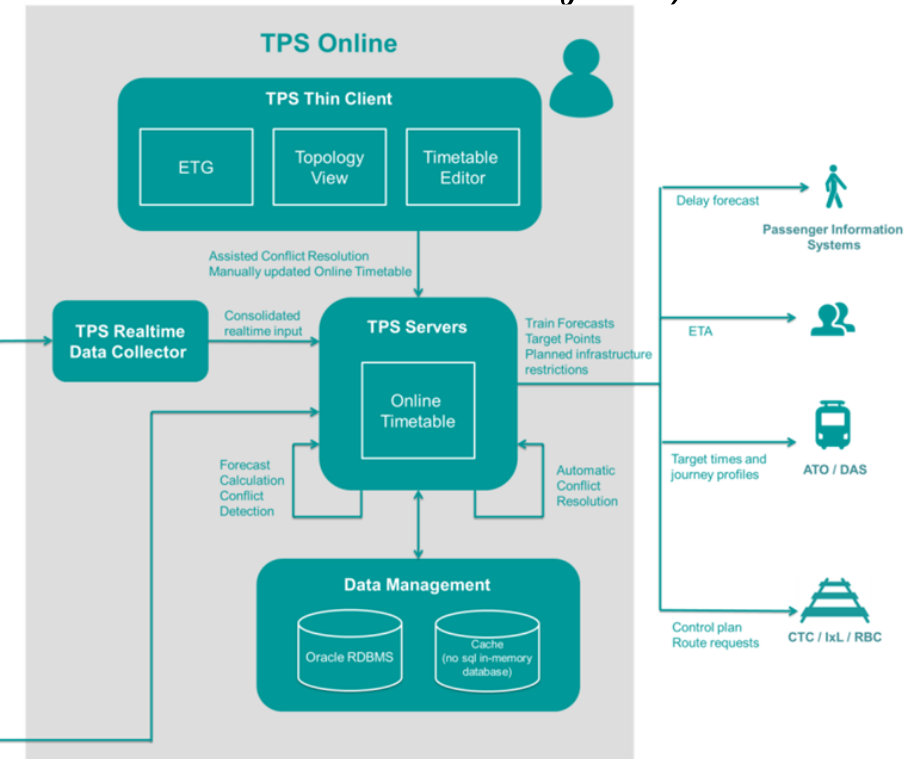 TPS Online
TPS Thin Client
ETG
Topology
View
Timetable
Editor
Assisted Conflict Resolution
Manually updated Online Timetable
TPS Realtime
Data Collector
Consolidated
realtime input
TPS Servers
Online
Timetable
Train Forecasts
Target Points
Planned infrastructure
restrictions
Forecast
Calculation
Conflict
Detection
Automatic
Conflict
Resolution
Data Management
Oracle RDBMS
Cache
(no sql in-memory
database)
Delay forecast
Passenger Information
Systems
ETA
Target times and
journey profiles
ATO / DAS
Control plan
Route requests
CTC / IxL / RBC